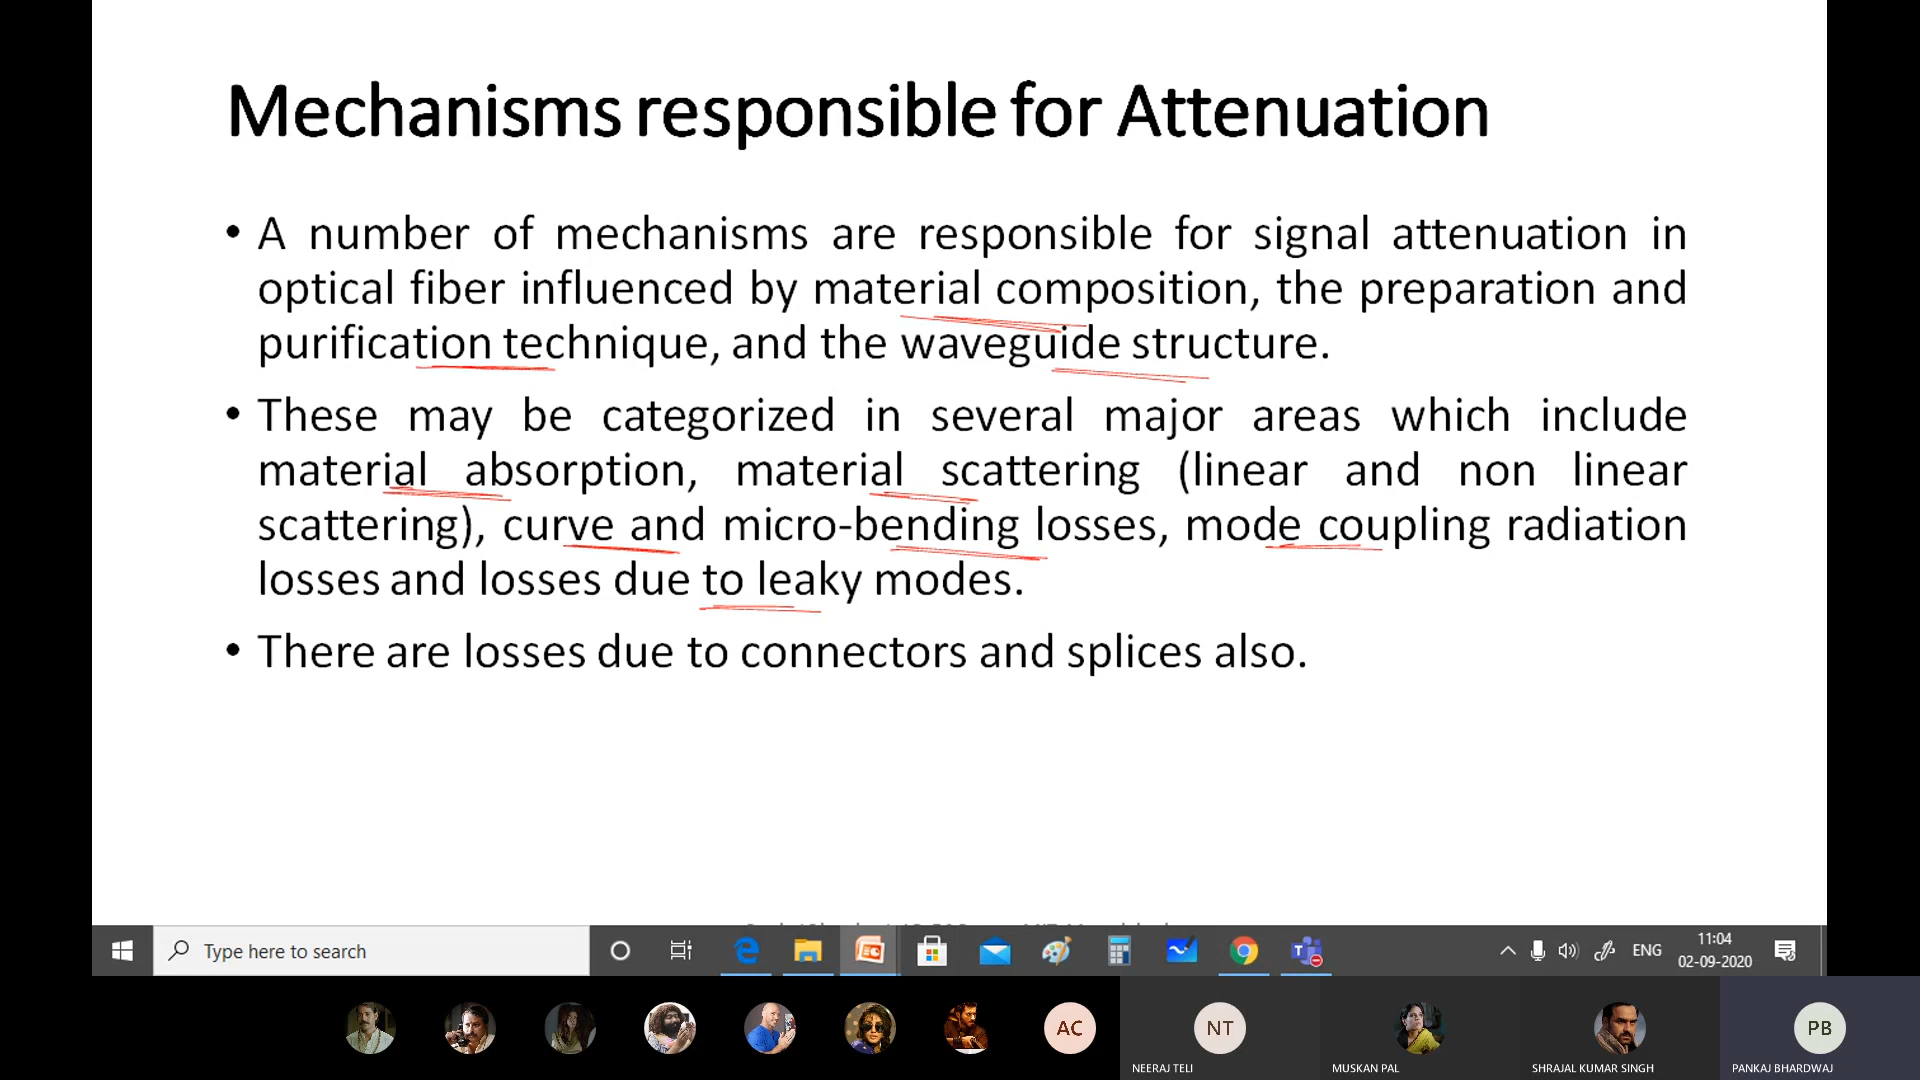 Mechanisms responsible for Attenuation
• A number of mechanisms are responsible for signal attenuation in
optical fiber influenced by material composition, the preparation and
purification technique, and the waveguide structure.
• These may be categorized in several major areas which include
material absorption, material scattering (linear and non linear
scattering), curve and micro-bending losses, mode coupling radiation
losses and losses due to leaky modes.
• There are losses due to connectors and splices also.
Type here to search
ENG
11:04
02-09-2020
AC
NT
PB
NEERAJ TELI
MUSKAN PAL
SHRAJAL KUMAR SINGH
PANKAJ BHARDWAJ